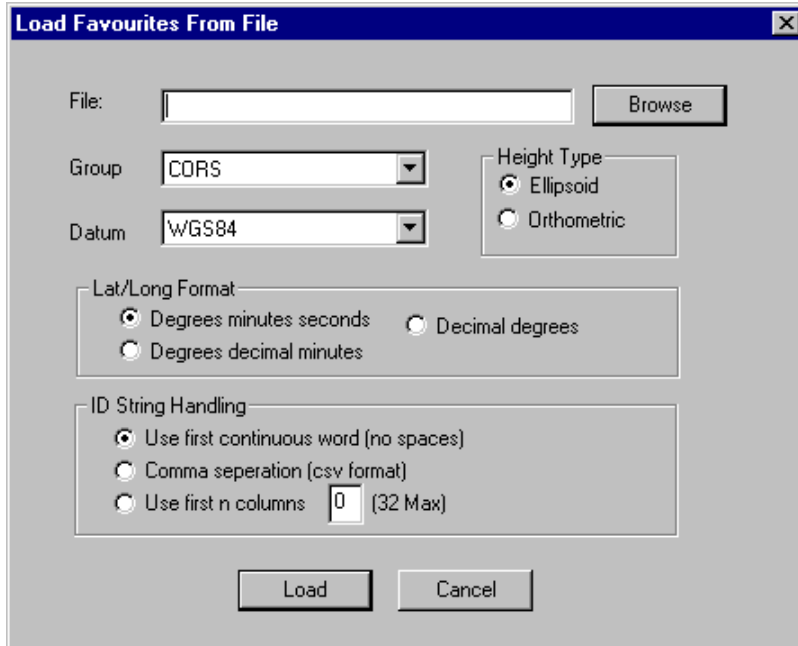 Load Favourites From File
File:
Browse
Group
CORS
Height Type
Ellipsoid
Orthometric
Datum
WGS84
Lat/Long Format
Degrees minutes seconds
Decimal degrees
Degrees decimal minutes
ID String Handling
Use first continuous word (no spaces)
Comma seperation (csv format)
Use first n columns 0 (32 Max)
Load
Cancel